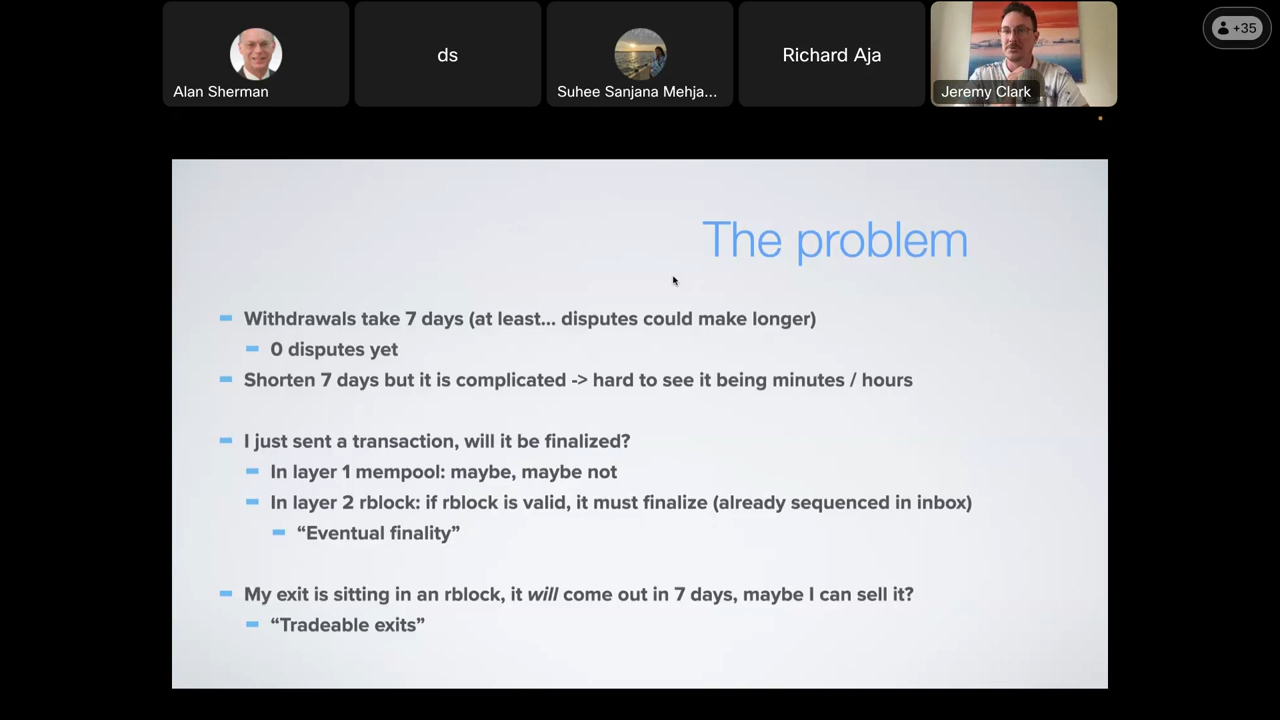 ds
Richard Aja
+35
Alan Sherman
Suhee Sanjana Mehja...
Jeremy Clark
The problem
Withdrawals take 7 days (at least... disputes could make longer)
0 disputes yet
Shorten 7 days but it is complicated -> hard to see it being minutes / hours
I just sent a transaction, will it be finalized?
In layer 1 mempool: maybe, maybe not
In layer 2 rblock: if rblock is valid, it must finalize (already sequenced in inbox)
“Eventual finality”
My exit is sitting in an rblock, it will come out in 7 days, maybe I can sell it?
“Tradeable exits”